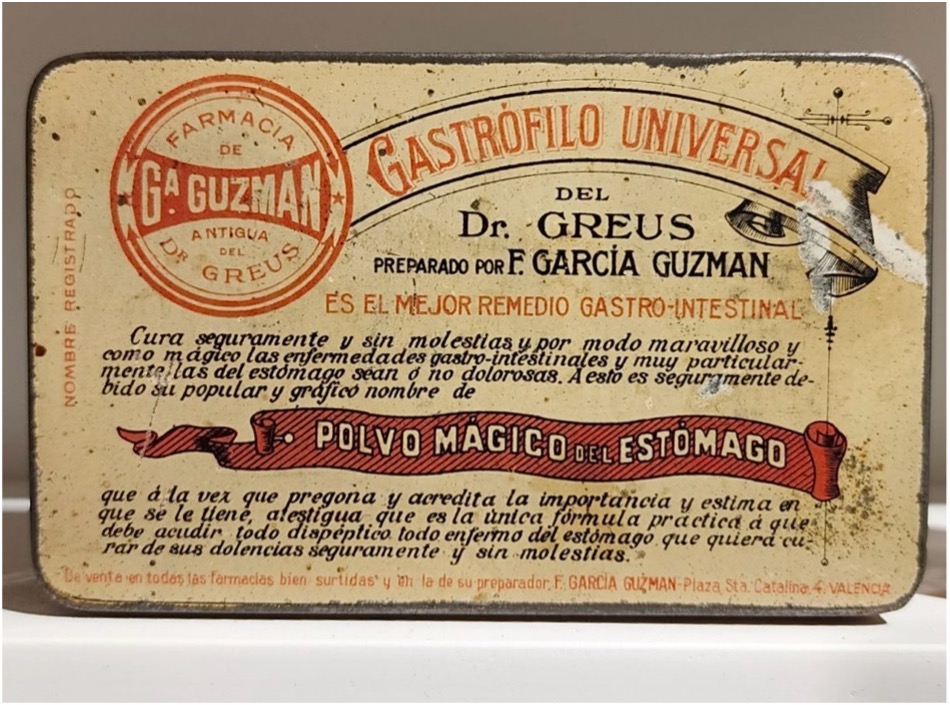 FARMACIA
DE
Gª. GUZMAN
ANTIGUA
DEL
DR GREUS
NOMBRE REGISTRADO
GASTRÓFILO UNIVERSAL
DEL
Dr. GREUS
PREPARADO POR F. GARCÍA GUZMAN
ES EL MEJOR REMEDIO GASTRO-INTESTINAL
Cura seguramente y sin molestias y por modo maravilloso y
como mágico las enfermedades gastro-intestinales y muy particular-
mente las del estómago sean ó no dolorosas. A esto es seguramente de-
bido su popular y gráfico nombre de
POLVO MÁGICO DEL ESTÓMAGO
que á la vez que pregona y acredita la importancia y estima en
que se le tiene, atestigua que es la única fórmula práctica á que
debe acudir todo dispéptico todo enfermo del estómago que quiera cu-
rar de sus dolencias seguramente y sin molestias.
De venta en todas las farmacias bien surtidas y en la de su preparador, F. GARCÍA GUZMAN-Plaza Sta. Catalina, 4. VALENCIA